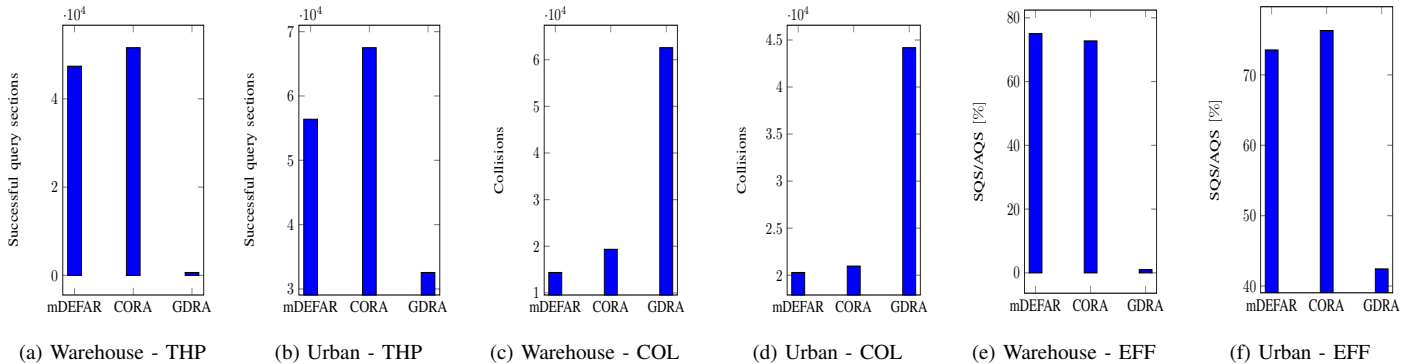 ·10^4
Successful query sections
4
2
0
mDEFAR CORA GDRA
(a) Warehouse - THP
·10^4
Successful query sections
7
6
5
4
3
mDEFAR CORA GDRA
(b) Urban - THP
·10^4
Collisions
6
5
4
3
2
1
mDEFAR CORA GDRA
(c) Warehouse - COL
·10^4
Collisions
4.5
4
3.5
3
2.5
2
mDEFAR CORA GDRA
(d) Urban - COL
SQS/AQS [%]
80
60
40
20
0
mDEFAR CORA GDRA
(e) Warehouse - EFF
SQS/AQS [%]
70
60
50
40
mDEFAR CORA GDRA
(f) Urban - EFF